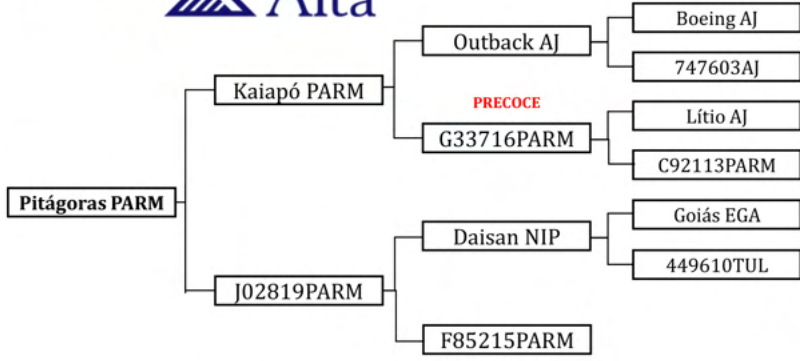 Alta
Boeing AJ
Outback AJ
747603AJ
Kaiapó PARM
PRECOCE
Lítio AJ
G33716PARM
C92113PARM
Pitágoras PARM
Goiás EGA
Daisan NIP
449610TUL
J02819PARM
F85215PARM